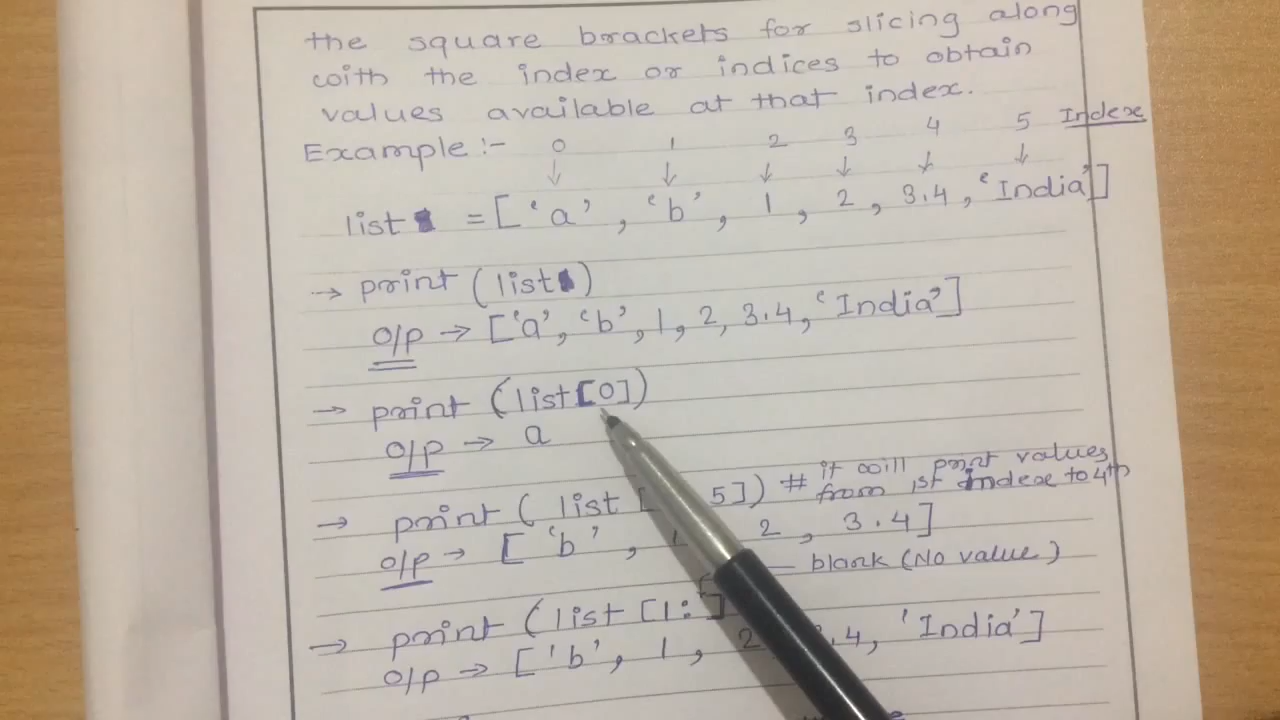 the square brackets for slicing along
with the index or indices to obtain
values available at that index.
Example:- 0 1 2 3 4 5 Index
list = ['a', 'b', 1, 2, 3.4, 'India']
→ print (list)
O/P → ['a', 'b', 1, 2, 3.4, 'India']
→ print (list[0])
O/P → a
→ print ( list [ 5]) # it will print values
from 1st index to 4th
O/P → [ 'b' , 1 2 , 3.4]
blank (No value)
→ print (list [1: ]
O/P → ['b', 1, 2 .4, 'India']